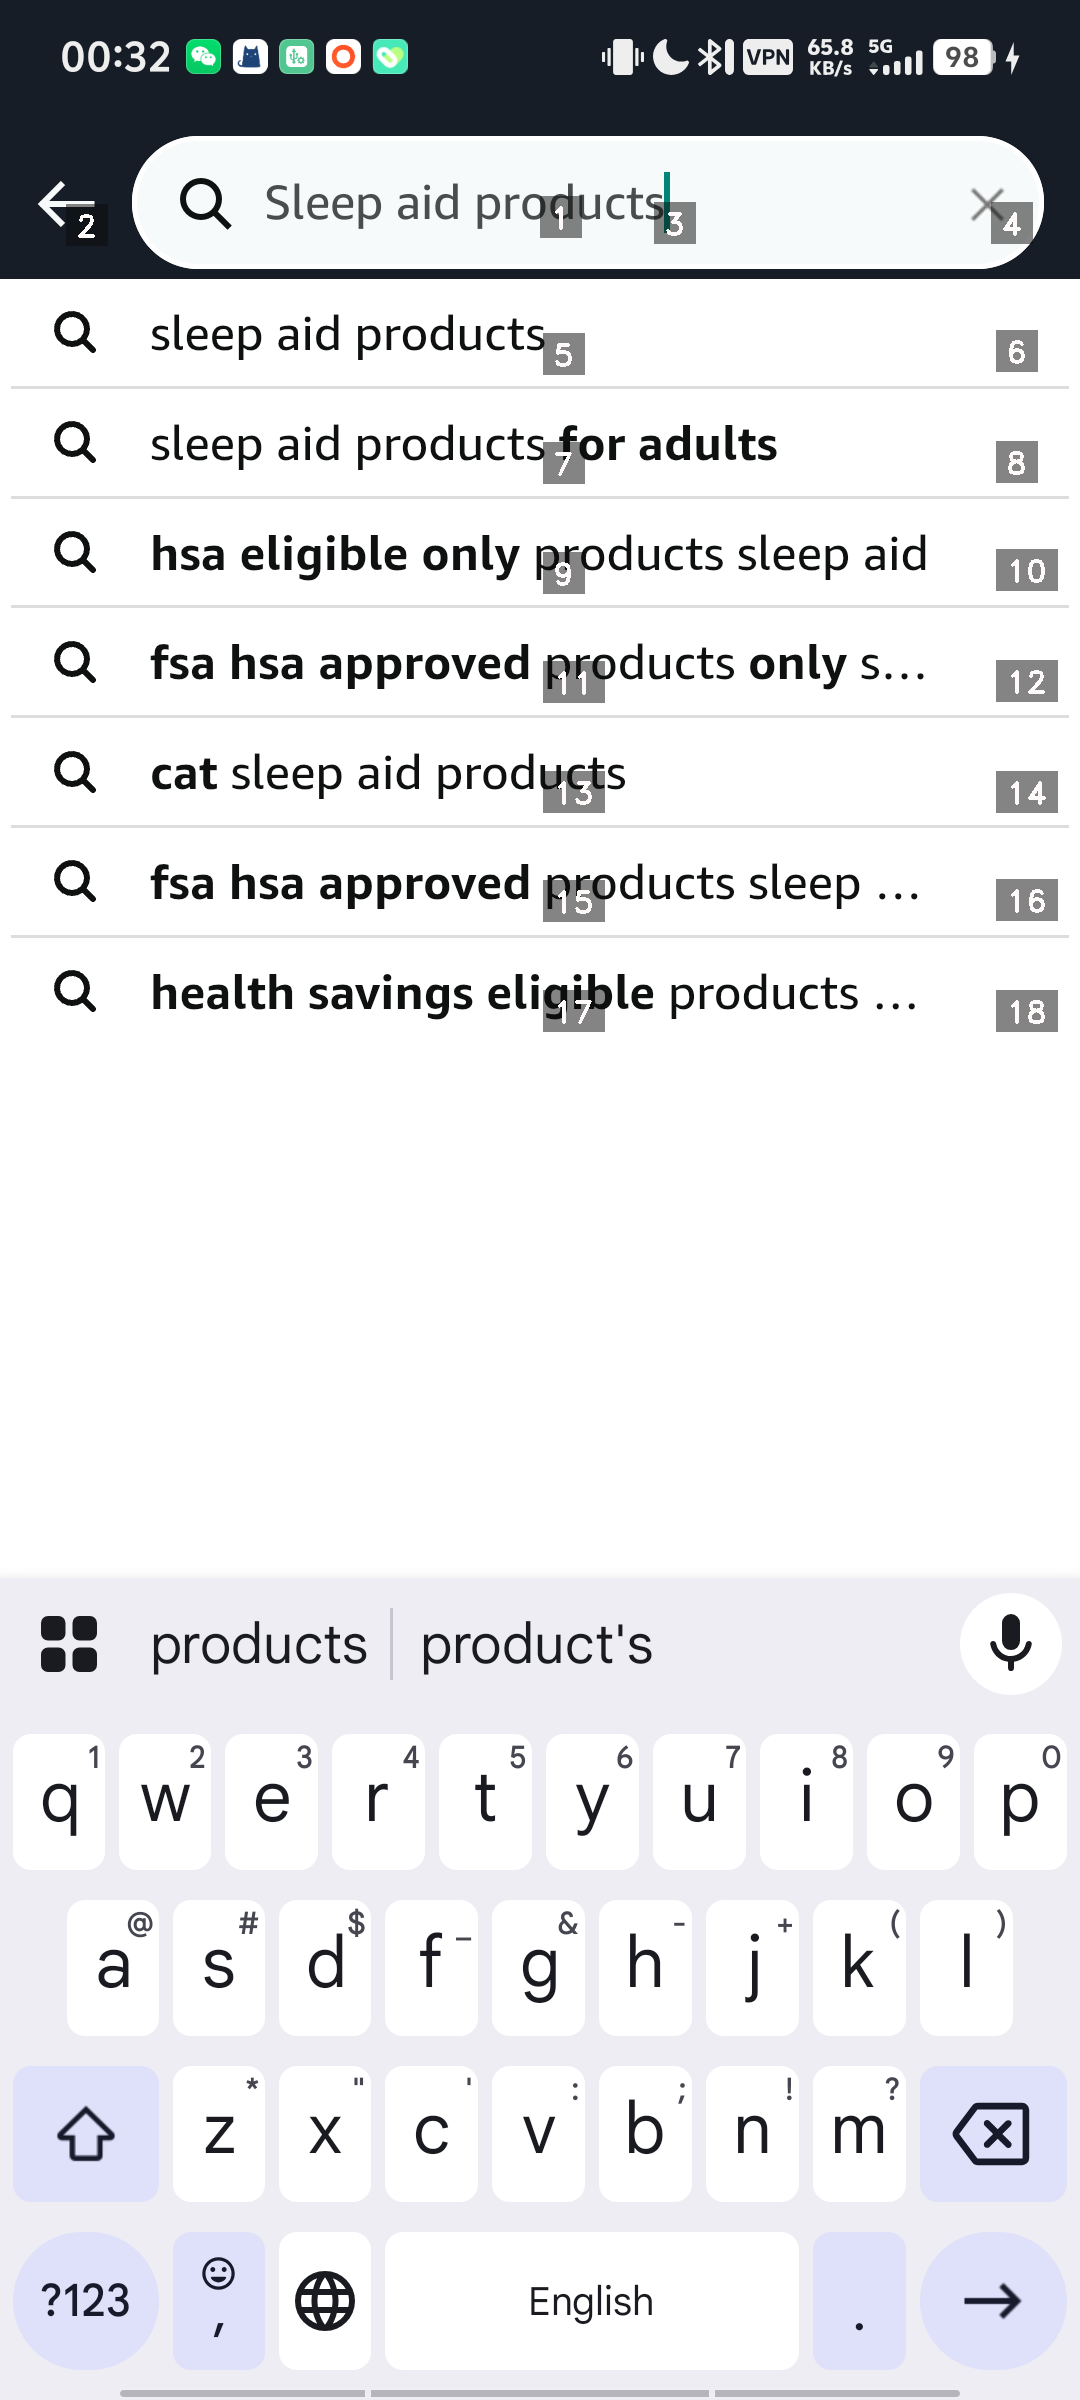 00:32 VPN 65.8 KB/s 5G 98
Sleep aid products
2 1 3 4
sleep aid products
5 6
sleep aid products for adults
7 8
hsa eligible only products sleep aid
9 10
fsa hsa approved products only s...
11 12
cat sleep aid products
13 14
fsa hsa approved products sleep ...
15 16
health savings eligible products ...
17 18
products product's
1 2 3 4 5 6 7 8 9 0
q w e r t y u i o p
@ # $ _ & - + ( )
a s d f g h j k l
* " ' : ; ! ?
z x c v b n m
?123 , English .